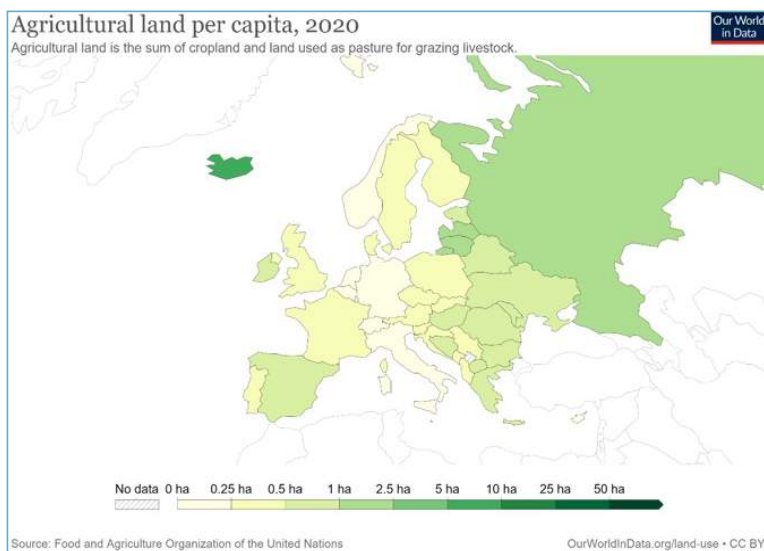 Agricultural land per capita, 2020
Our World
in Data
Agricultural land is the sum of cropland and land used as pasture for grazing livestock.
No data 0 ha 0.25 ha 0.5 ha 1 ha 2.5 ha 5 ha 10 ha 25 ha 50 ha
Source: Food and Agriculture Organization of the United Nations
OurWorldInData.org/land-use • CC BY